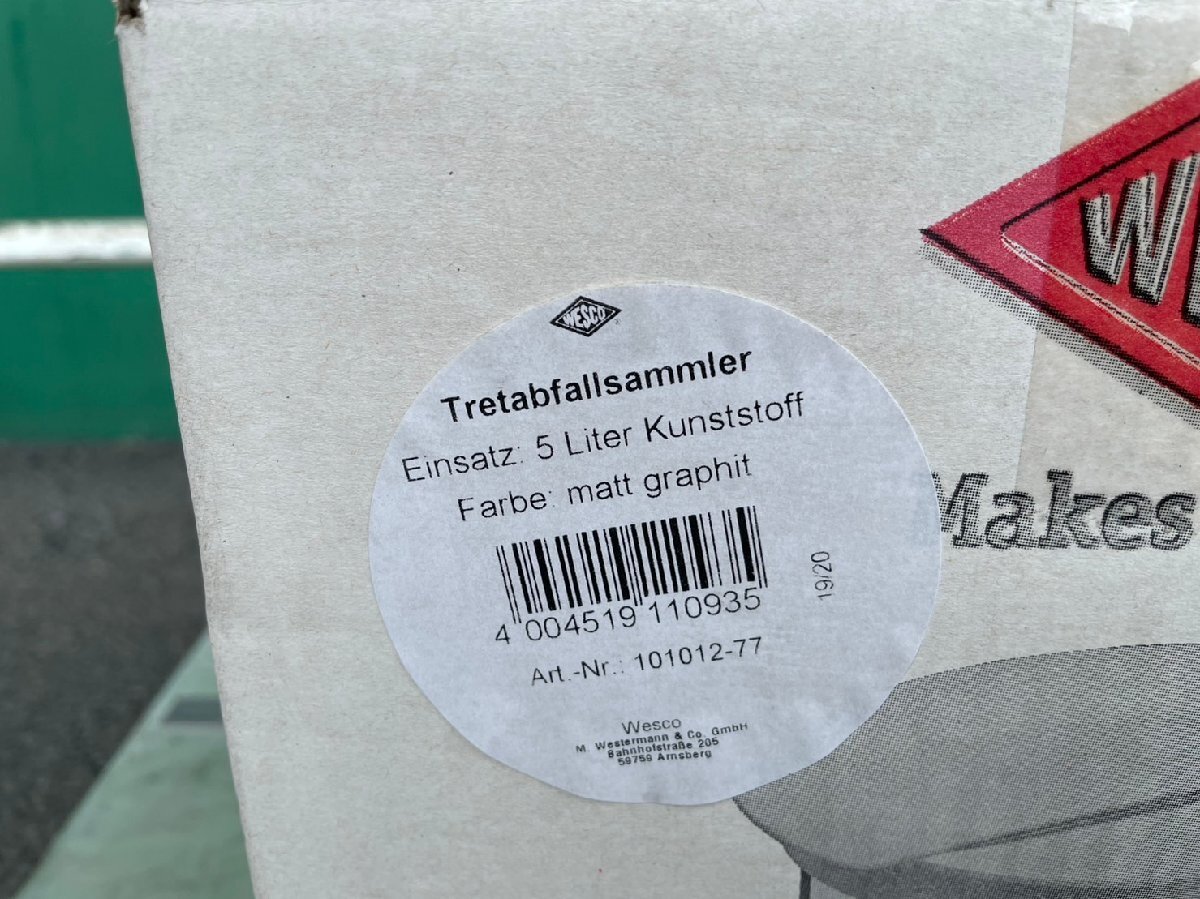 WESCO
Tretabfallsammler
Einsatz: 5 Liter Kunststoff
Farbe: matt graphit
4 004519 110935
19/20
Art.-Nr.: 101012-77
Wesco
M. Westermann & Co. GmbH
Bahnhofstraße 205
59759 Arnsberg
Makes